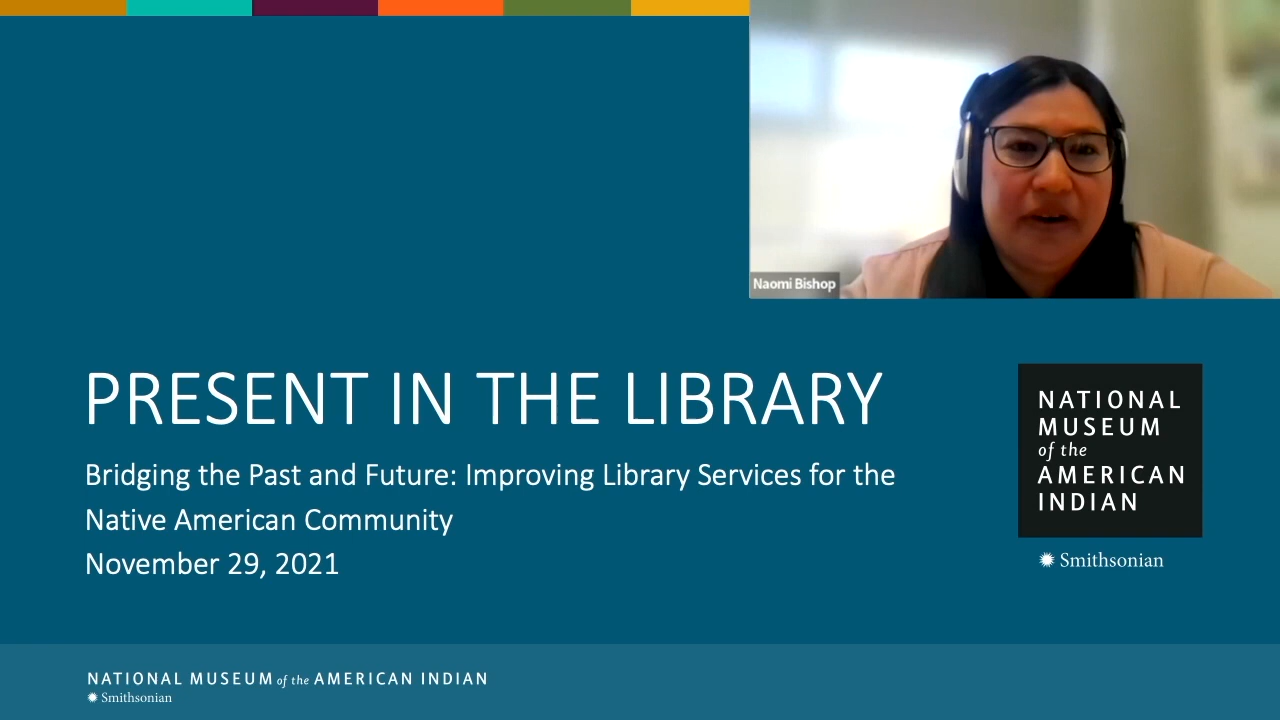 Naomi Bishop
PRESENT IN THE LIBRARY
Bridging the Past and Future: Improving Library Services for the
Native American Community
November 29, 2021
NATIONAL
MUSEUM
of the
AMERICAN
INDIAN
Smithsonian
NATIONAL MUSEUM of the AMERICAN INDIAN
Smithsonian